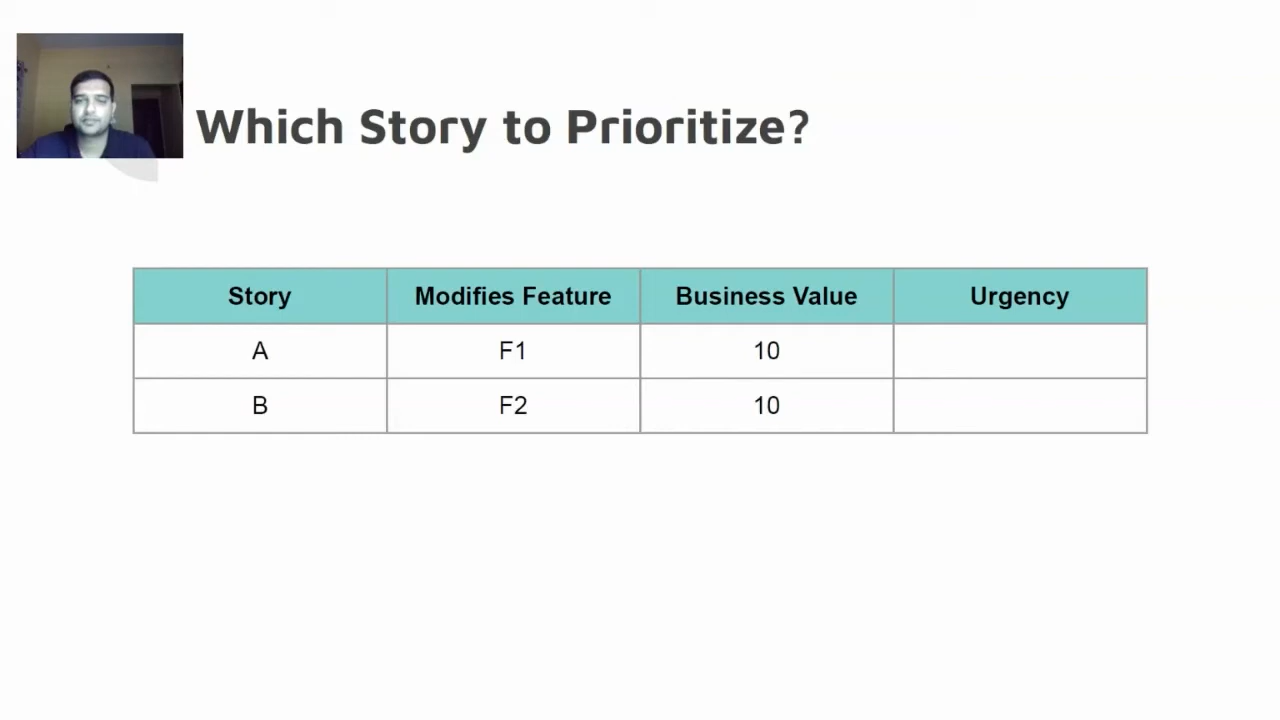 Which Story to Prioritize?
Story Modifies Feature Business Value Urgency
A F1 10
B F2 10